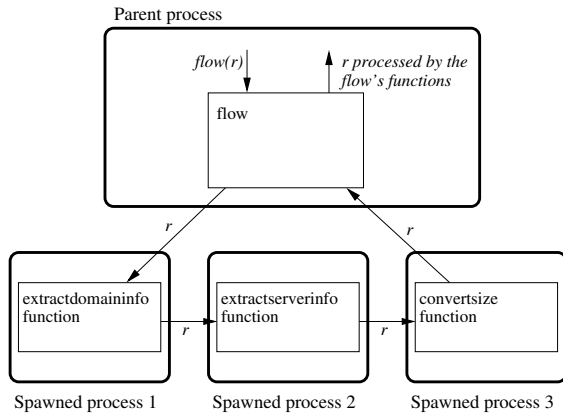 Parent process
flow(r)
r processed by the
flow's functions
flow
r
r
extractdomaininfo
function
r
extractserverinfo
function
r
convertsize
function
Spawned process 1
Spawned process 2
Spawned process 3